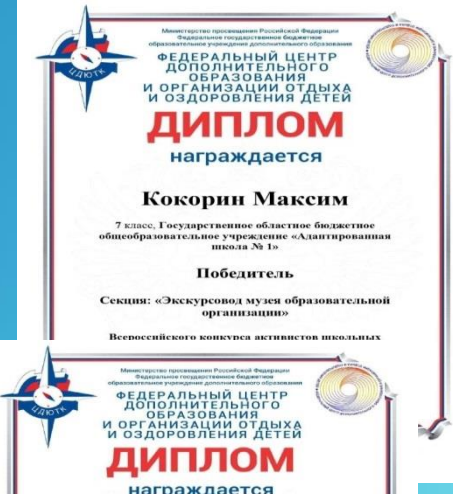 Министерство просвещения Российской Федерации
Федеральное государственное бюджетное
образовательное учреждение дополнительного образования
ФЕДЕРАЛЬНЫЙ ЦЕНТР
ДОПОЛНИТЕЛЬНОГО
ОБРАЗОВАНИЯ
И ОРГАНИЗАЦИИ ОТДЫХА
И ОЗДОРОВЛЕНИЯ ДЕТЕЙ
ЦДЮТК
ДИПЛОМ
награждается
Кокорин Максим
7 класс, Государственное областное бюджетное
общеобразовательное учреждение «Адаптированная
школа № 1»
Победитель
Секция: «Экскурсовод музея образовательной
организации»
Всероссийского конкурса активистов школьных
Министерство просвещения Российской Федерации
Федеральное государственное бюджетное
образовательное учреждение дополнительного образования
ФЕДЕРАЛЬНЫЙ ЦЕНТР
ДОПОЛНИТЕЛЬНОГО
ОБРАЗОВАНИЯ
И ОРГАНИЗАЦИИ ОТДЫХА
И ОЗДОРОВЛЕНИЯ ДЕТЕЙ
ЦДЮТК
ДИПЛОМ
награждается